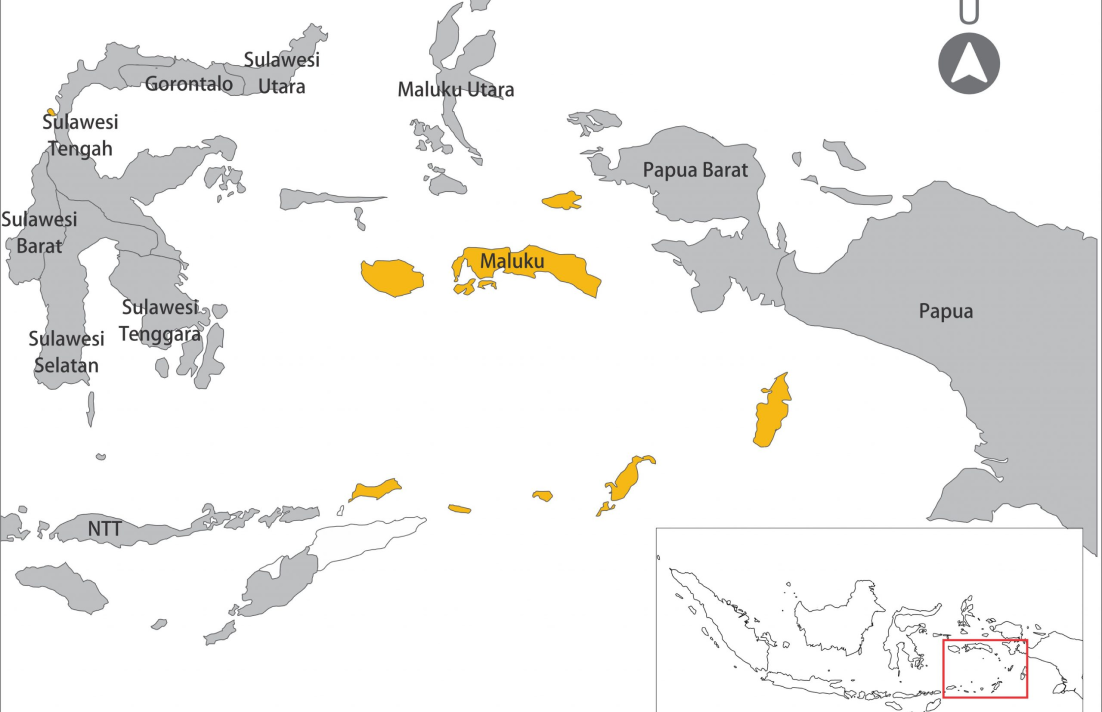 U
Sulawesi
Utara
Gorontalo
Maluku Utara
Sulawesi
Tengah
Papua Barat
Sulawesi
Barat
Maluku
Sulawesi
Tenggara
Papua
Sulawesi
Selatan
NTT